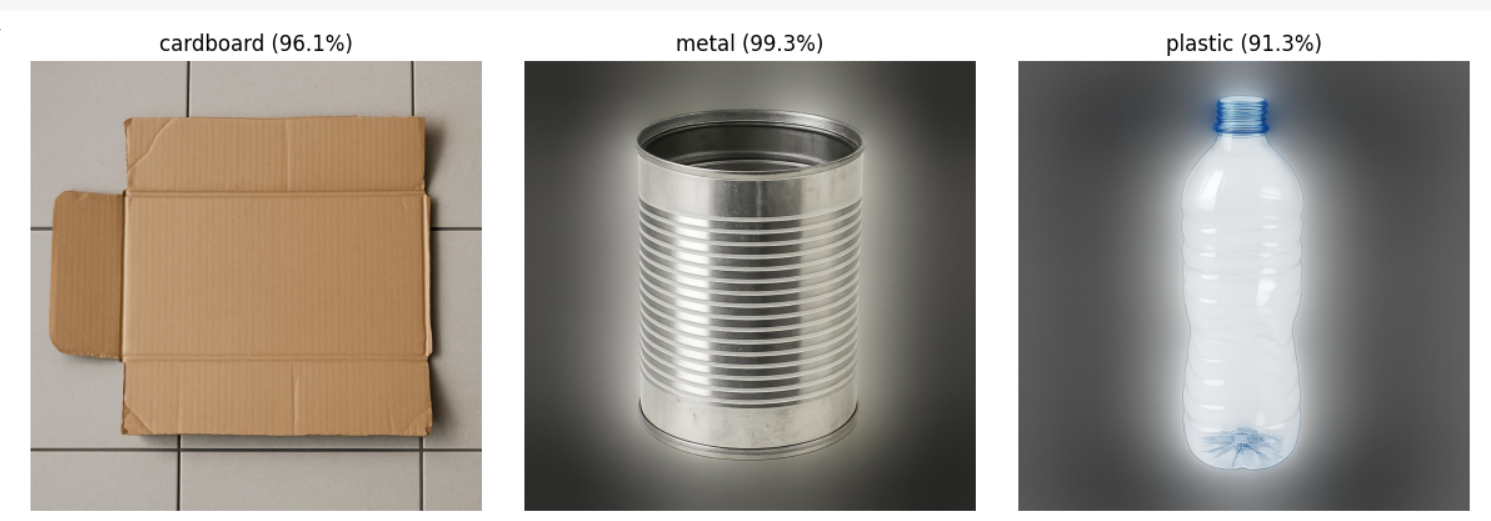 cardboard (96.1%)
metal (99.3%)
plastic (91.3%)